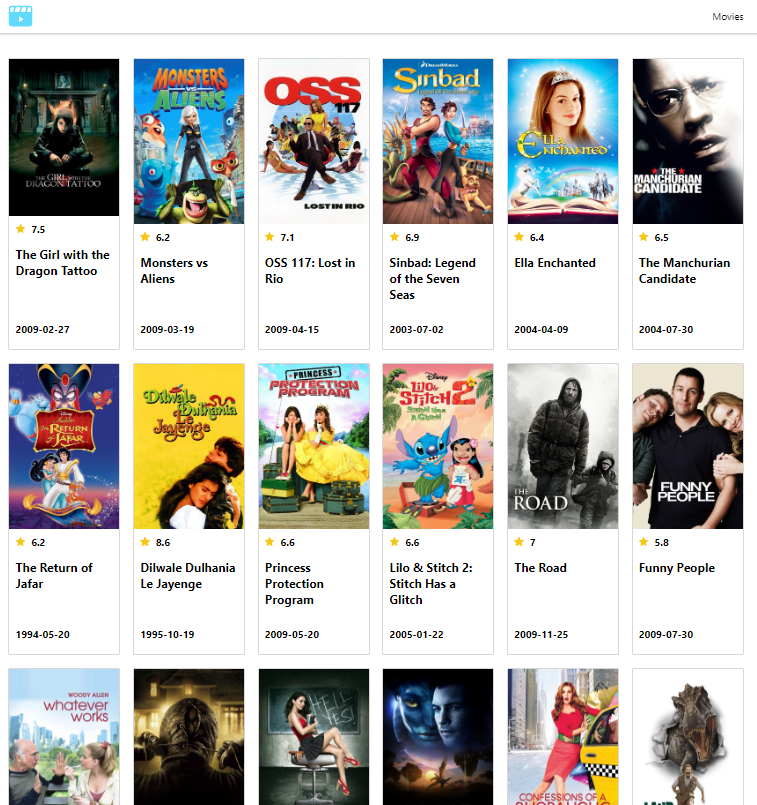 Movies
THE GIRL WITH THE
DRAGON TATTOO
7.5
The Girl with the
Dragon Tattoo
2009-02-27
MONSTERS
VS
ALIENS
6.2
Monsters vs
Aliens
2009-03-19
OSS
117
LOST IN RIO
7.1
OSS 117: Lost in
Rio
2009-04-15
DREAMWORKS
Sinbad
6.9
Sinbad: Legend
of the Seven
Seas
2003-07-02
ELLA
ENCHANTED
6.4
Ella Enchanted
2004-04-09
THE
MANCHURIAN
CANDIDATE
6.5
The Manchurian
Candidate
2004-07-30
Disney
Aladdin
The RETURN
OF JAFAR
6.2
The Return of
Jafar
1994-05-20
Dilwale
Dulhania
Le
Jayenge
8.6
Dilwale Dulhania
Le Jayenge
1995-10-19
PRINCESS
PROTECTION
PROGRAM
6.6
Princess
Protection
Program
2009-05-20
Disney
Lilo &
Stitch 2
Stitch Has
A Glitch
6.6
Lilo & Stitch 2:
Stitch Has a
Glitch
2005-01-22
THE
ROAD
7
The Road
2009-11-25
FUNNY
PEOPLE
5.8
Funny People
2009-07-30
WOODY ALLEN
whatever
works
HELL
YES!
CONFESSIONS OF A